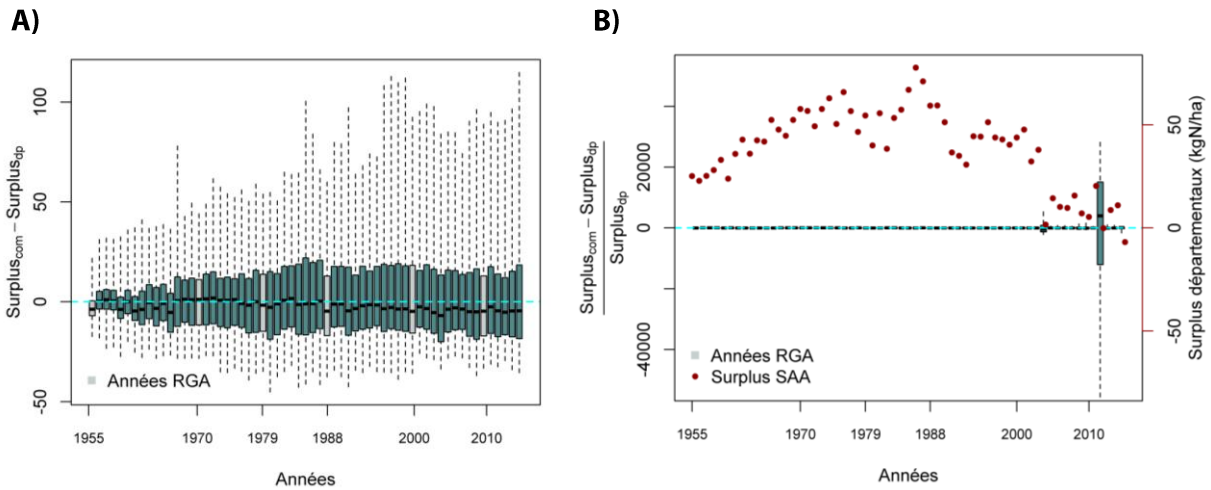 A)
Surplus_com − Surplus_dp
100
50
0
-50
Années RGA
1955 1970 1979 1988 2000 2010
Années
B)
Surplus_com − Surplus_dp
Surplus_dp
20000
0
-40000
50
0
-50
Surplus départementaux (kgN/ha)
Années RGA
Surplus SAA
1955 1970 1979 1988 2000 2010
Années